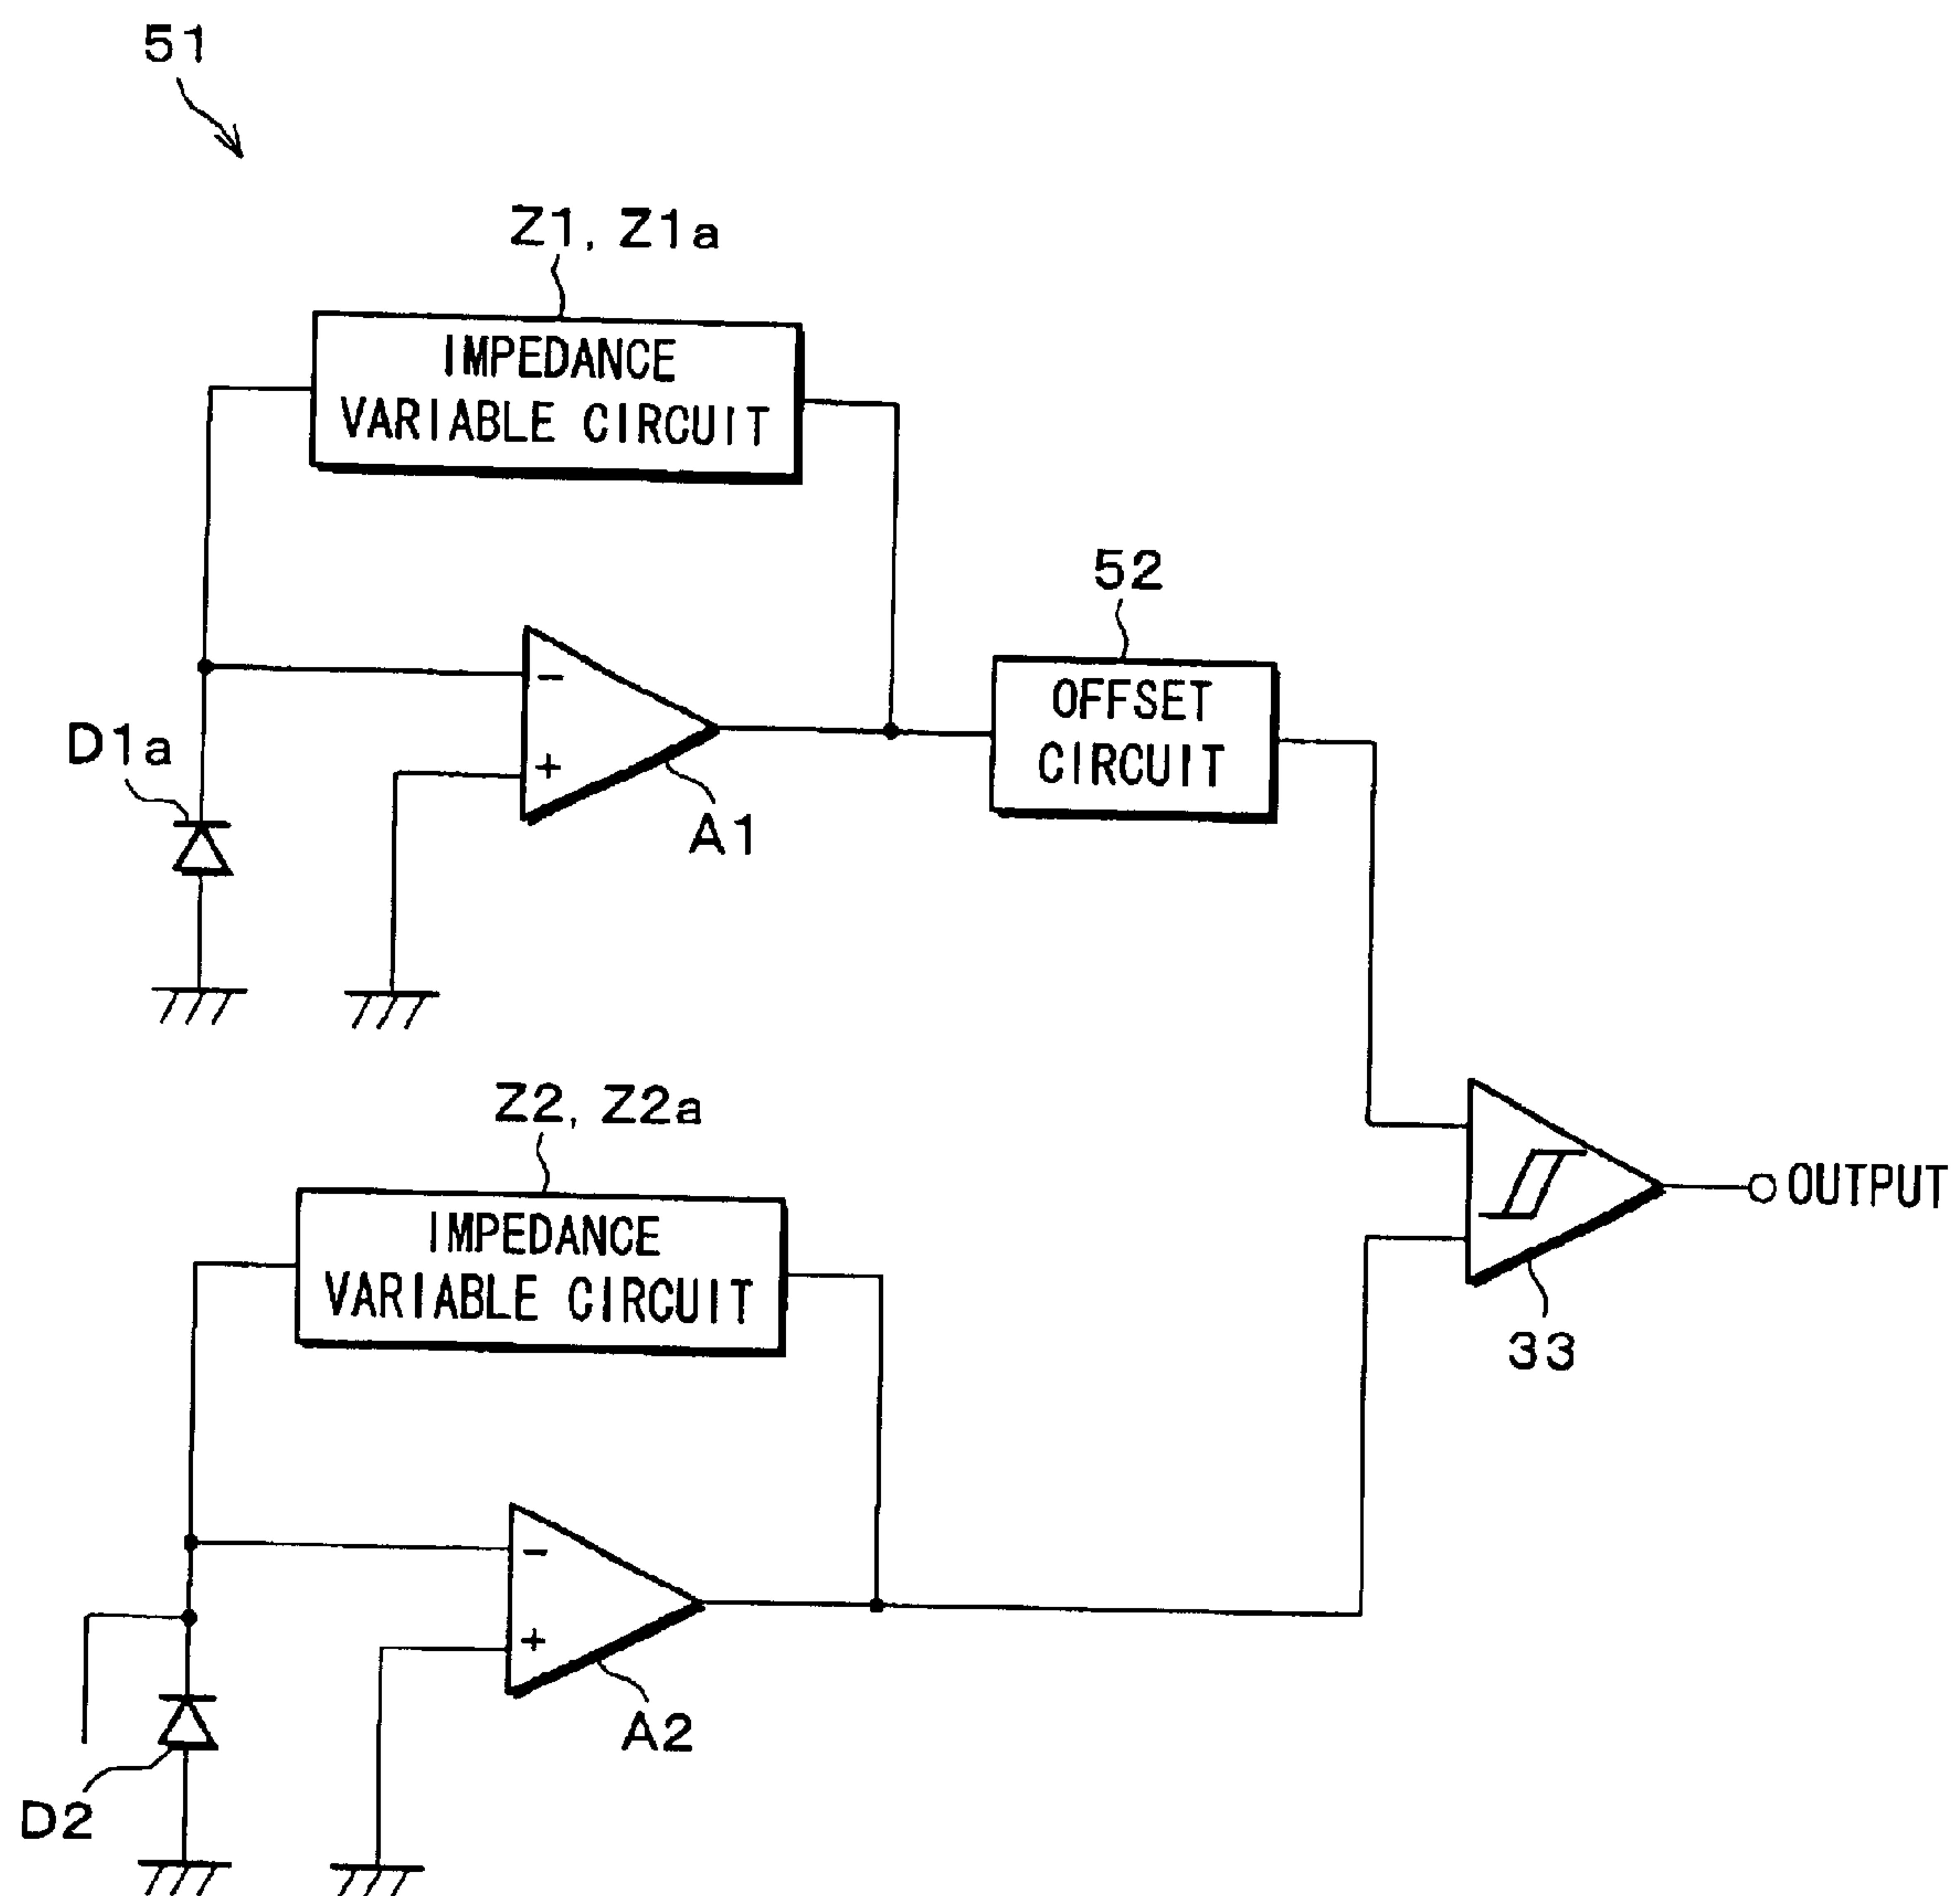 51
Z1, Z1a
IMPEDANCE
VARIABLE CIRCUIT
52
OFFSET
CIRCUIT
D1a
−
+
A1
Z2, Z2a
IMPEDANCE
VARIABLE CIRCUIT
OUTPUT
33
−
+
A2
D2